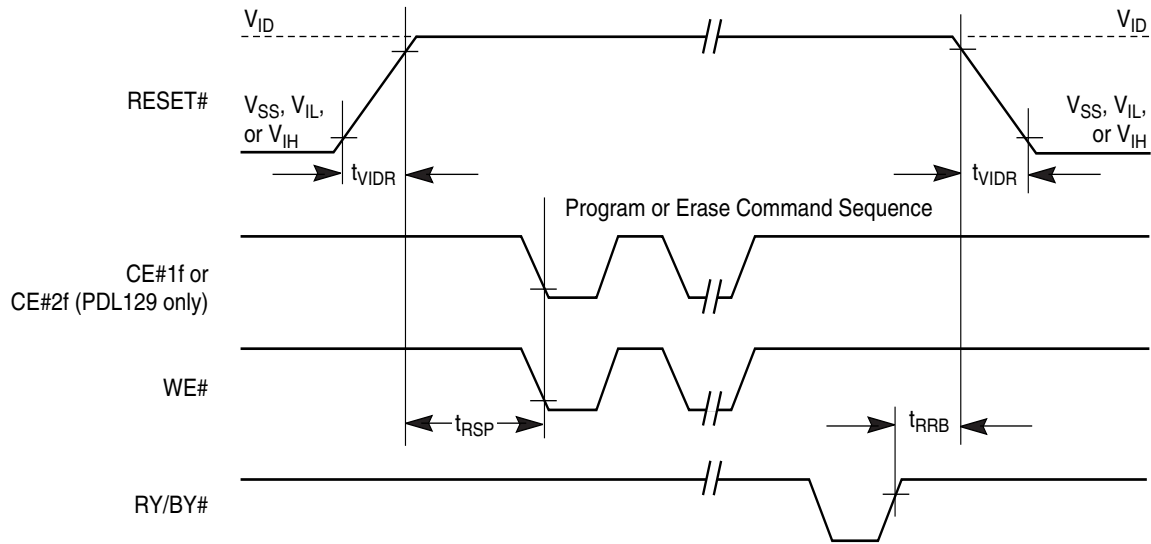 V_ID
V_ID
RESET#
V_SS, V_IL,
or V_IH
V_SS, V_IL,
or V_IH
t_VIDR
t_VIDR
Program or Erase Command Sequence
CE#1f or
CE#2f (PDL129 only)
WE#
t_RSP
t_RRB
RY/BY#